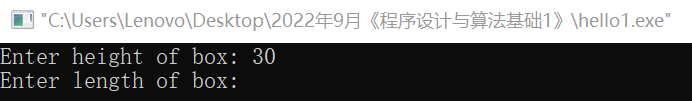 "C:\Users\Lenovo\Desktop\2022年9月《程序设计与算法基础1》\hello1.exe"
Enter height of box: 30
Enter length of box: